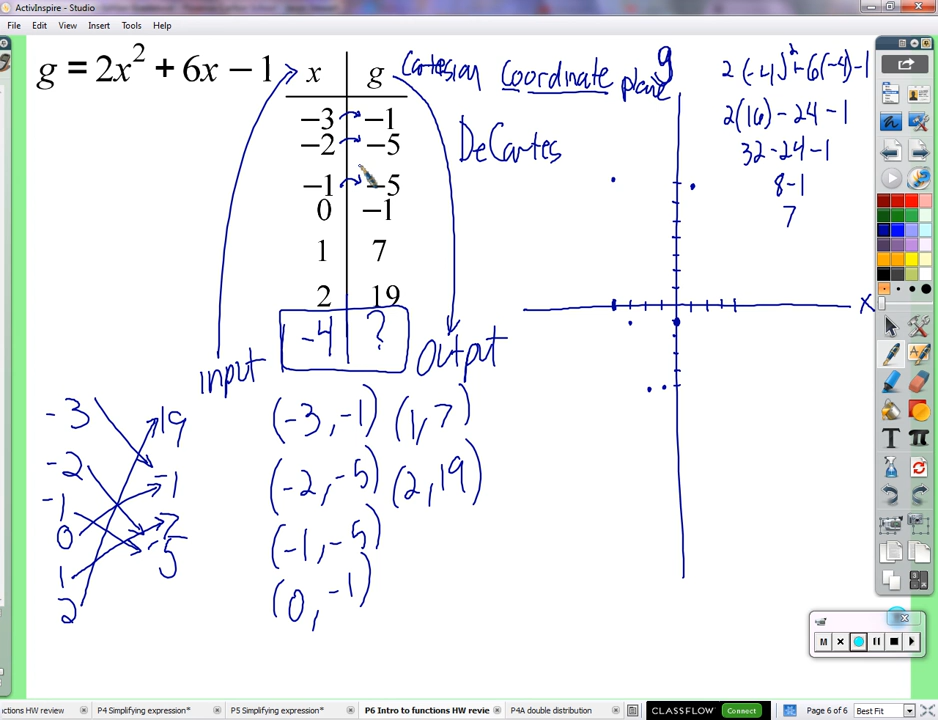 ActivInspire - Studio
File Edit View Insert Tools
g = 2x² + 6x − 1
x g
−3 −1
−2 −5
−1 −5
0 −1
1 7
2 19
-4 ?
Input
Output
Cartesian Coordinate plane
DeCartes
g
x
2(-4)²+6(-4)-1
2(16) - 24 - 1
32 - 24 - 1
8 - 1
7
-3
-2
-1
0
1
2
19
-1
7
-5
(-3, -1) (1, 7)
(-2, -5) (2, 19)
(-1, -5)
(0, -1)
M
ctions HW review P4 Simplifying expression* P5 Simplifying expression* P6 Intro to functions HW revie P4A double distribution CLASSFLOW Connect Page 6 of 6 Best Fit